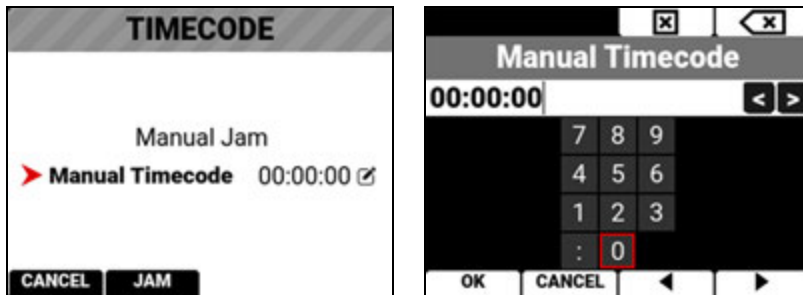 TIMECODE
Manual Jam
Manual Timecode 00:00:00
CANCEL JAM
Manual Timecode
00:00:00 < >
7 8 9
4 5 6
1 2 3
: 0
OK CANCEL